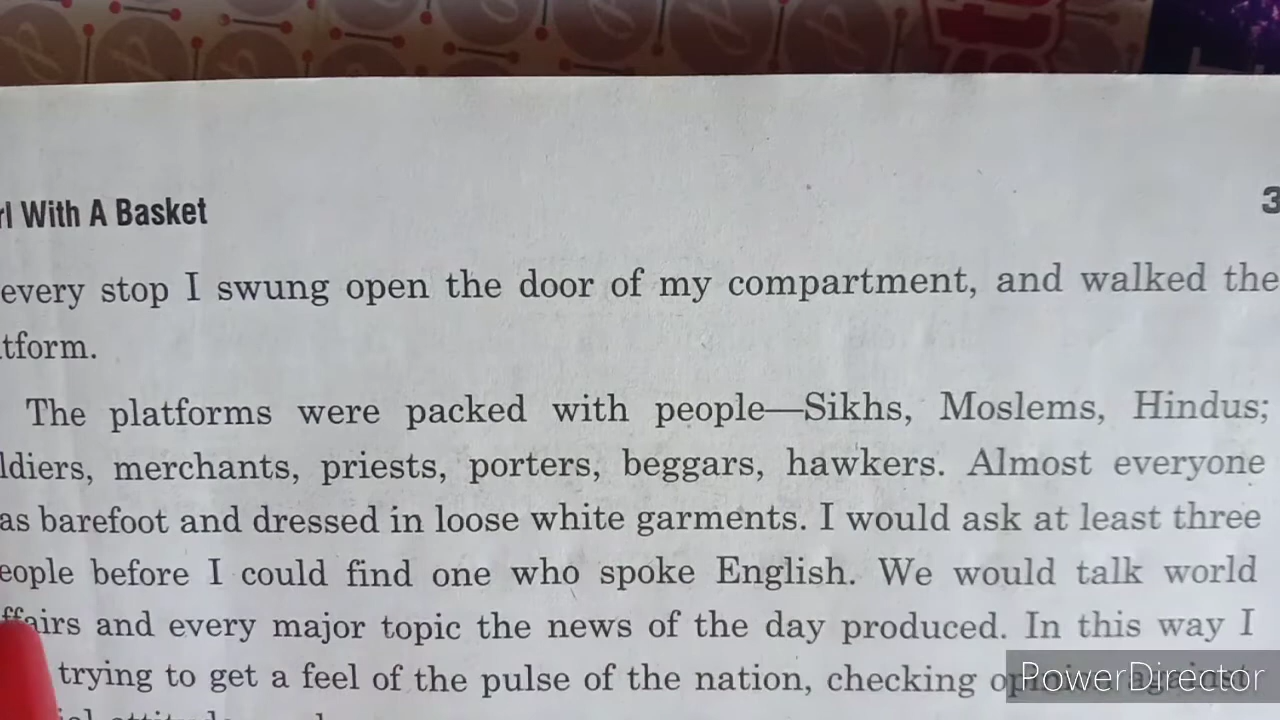 rl With A Basket 3
every stop I swung open the door of my compartment, and walked the
tform.
The platforms were packed with people—Sikhs, Moslems, Hindus;
ldiers, merchants, priests, porters, beggars, hawkers. Almost everyone
as barefoot and dressed in loose white garments. I would ask at least three
eople before I could find one who spoke English. We would talk world
ffairs and every major topic the news of the day produced. In this way I
trying to get a feel of the pulse of the nation, checking opinion against
PowerDirector